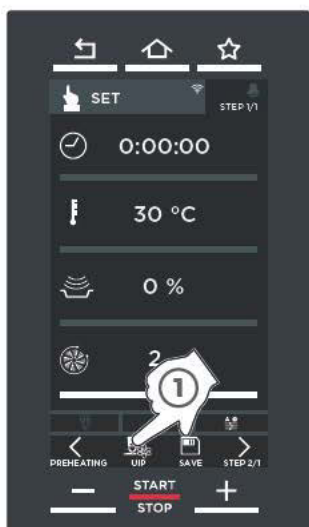 SET
STEP 1/1
0:00:00
30 °C
0 %
2
1
PREHEATING UIP SAVE STEP 2/1
START
STOP